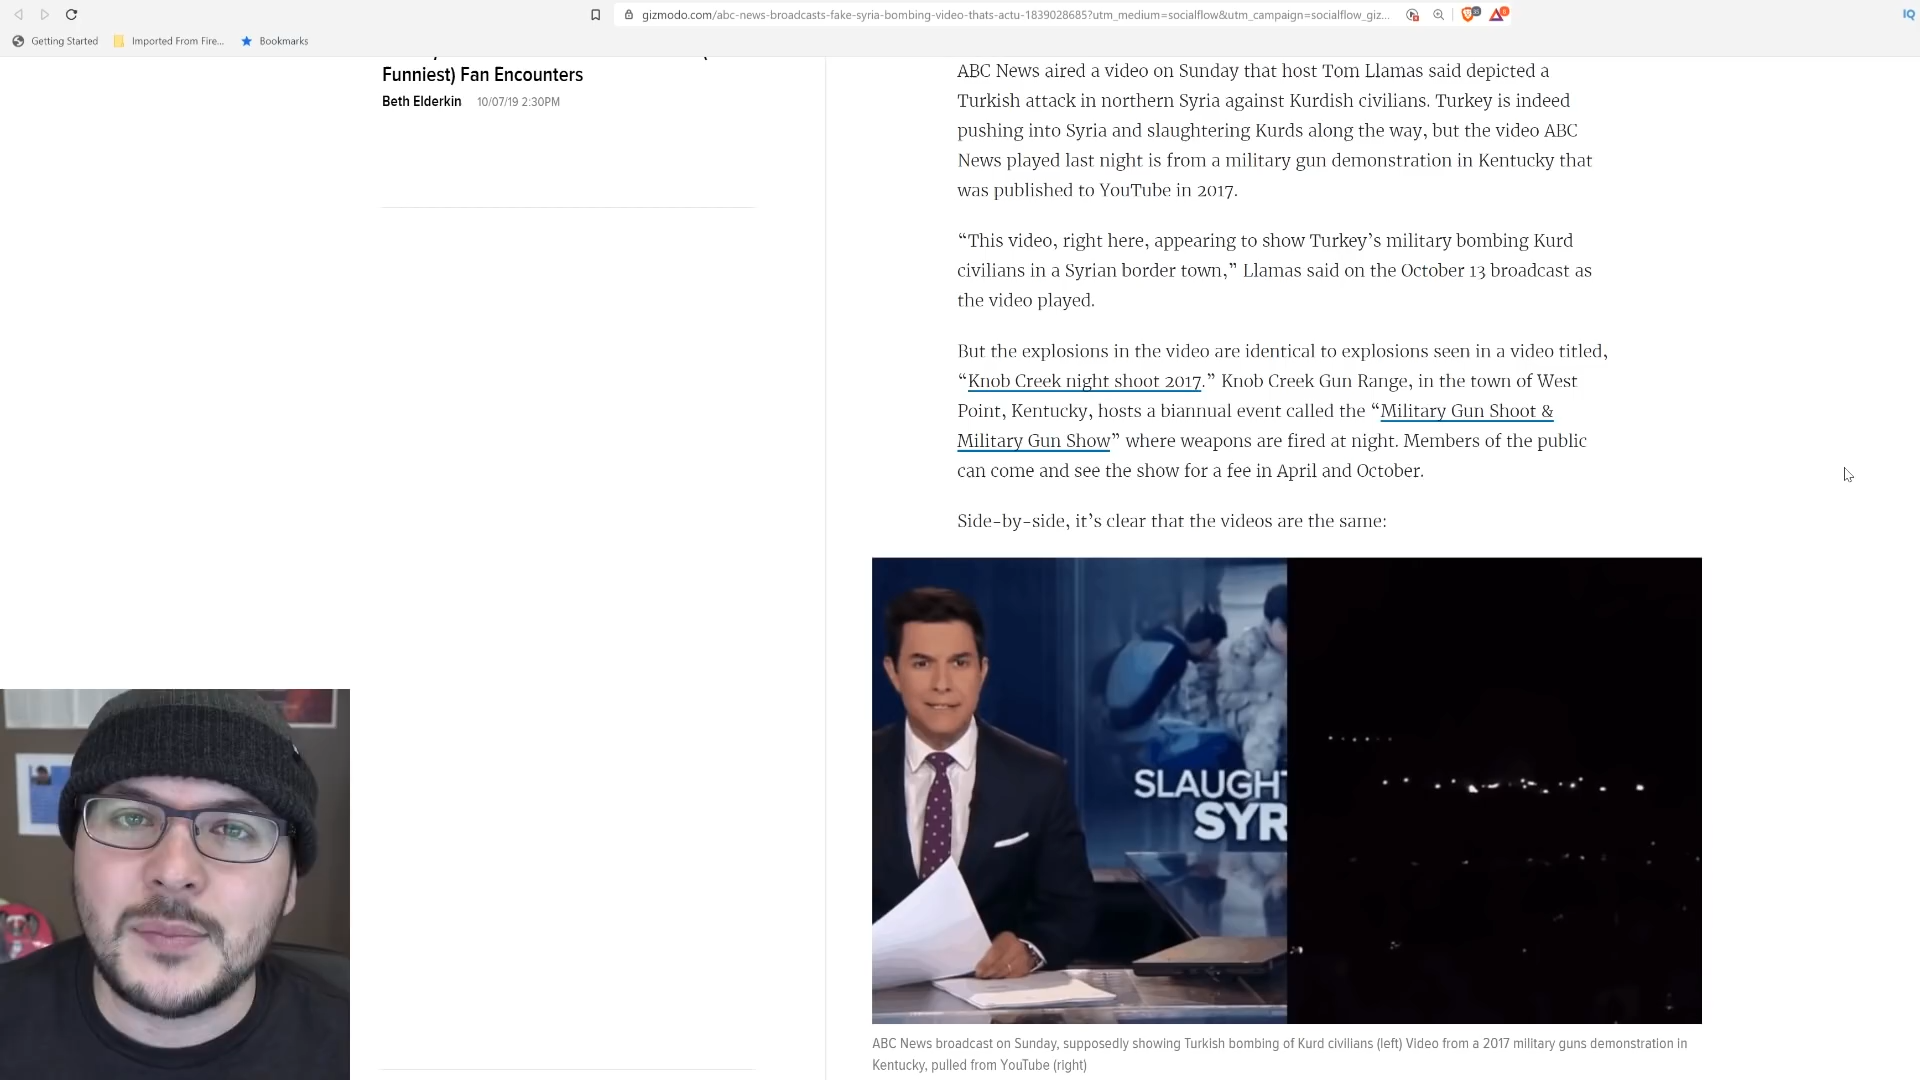 gizmodo.com/abc-news-broadcasts-fake-syria-bombing-video-thats-actu-1839028685?utm_medium=socialflow&utm_campaign=socialflow_giz...
IQ
Getting Started
Imported From Fire...
Bookmarks
Funniest) Fan Encounters
Beth Elderkin 10/07/19 2:30PM
ABC News aired a video on Sunday that host Tom Llamas said depicted a
Turkish attack in northern Syria against Kurdish civilians. Turkey is indeed
pushing into Syria and slaughtering Kurds along the way, but the video ABC
News played last night is from a military gun demonstration in Kentucky that
was published to YouTube in 2017.
“This video, right here, appearing to show Turkey’s military bombing Kurd
civilians in a Syrian border town,” Llamas said on the October 13 broadcast as
the video played.
But the explosions in the video are identical to explosions seen in a video titled,
“Knob Creek night shoot 2017.” Knob Creek Gun Range, in the town of West
Point, Kentucky, hosts a biannual event called the “Military Gun Shoot &
Military Gun Show” where weapons are fired at night. Members of the public
can come and see the show for a fee in April and October.
Side-by-side, it’s clear that the videos are the same:
SLAUGHT
SYR
ABC News broadcast on Sunday, supposedly showing Turkish bombing of Kurd civilians (left) Video from a 2017 military guns demonstration in
Kentucky, pulled from YouTube (right)